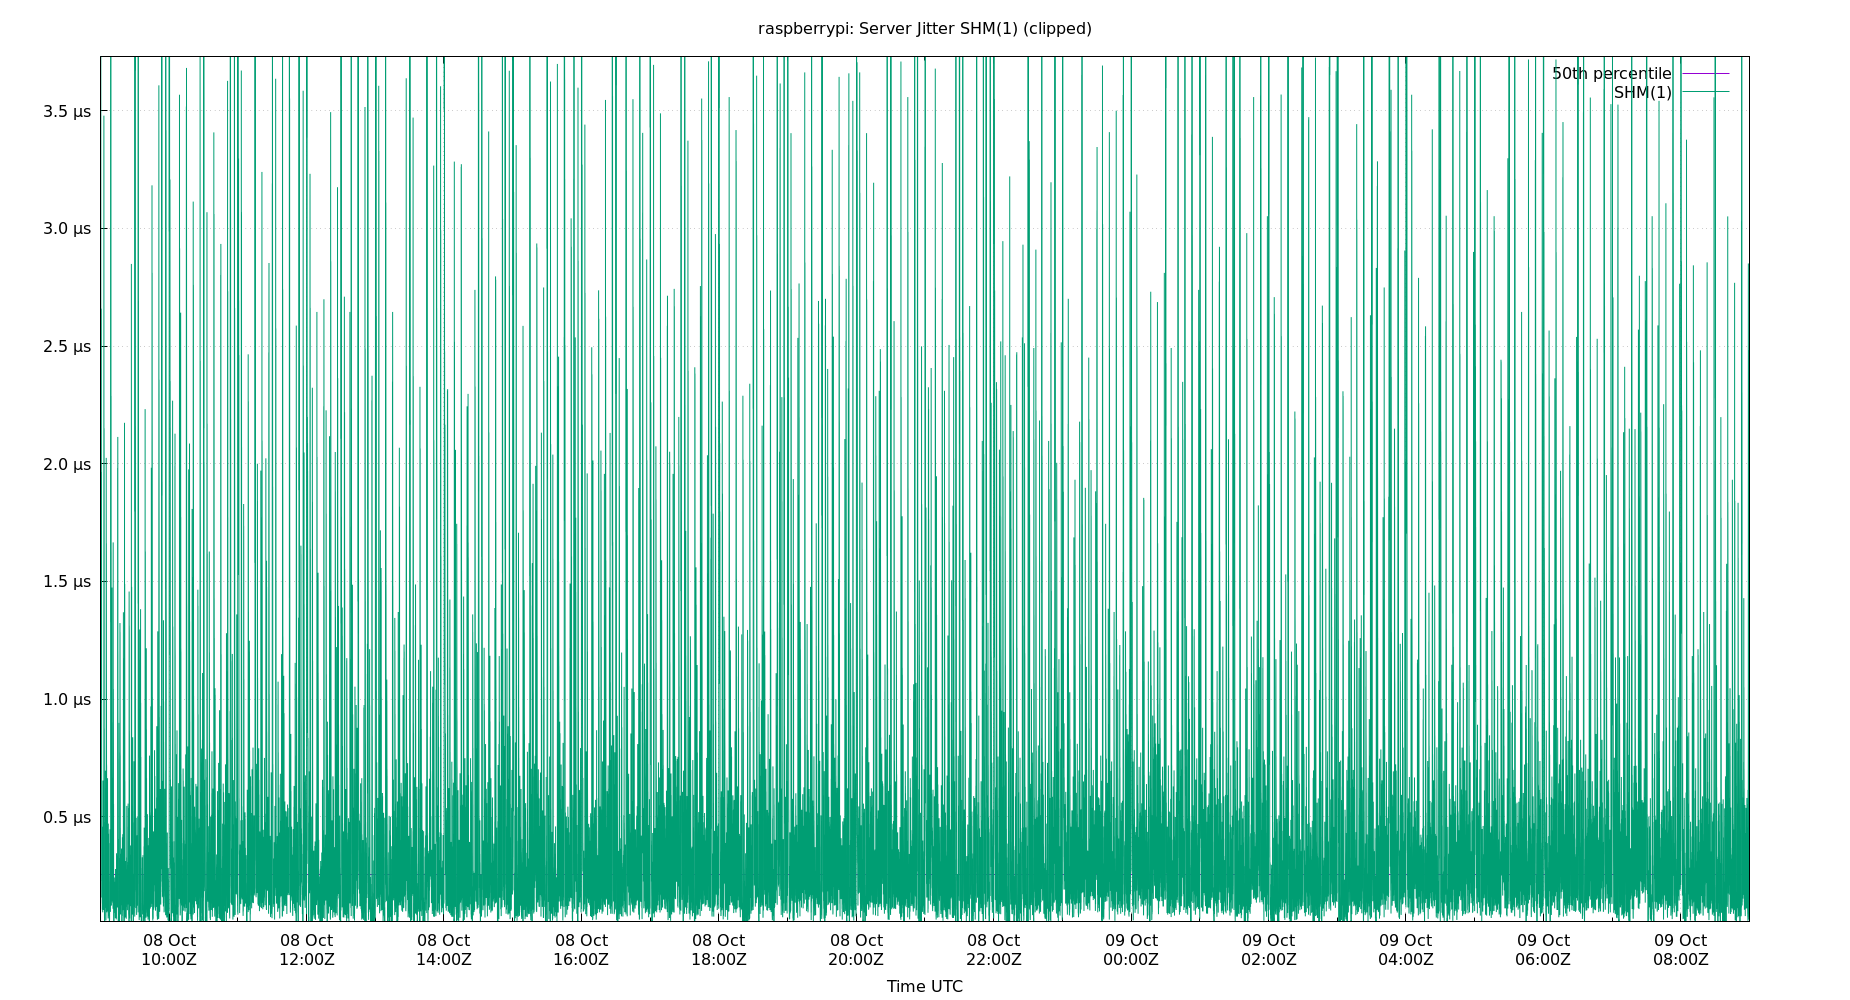 raspberrypi: Server Jitter SHM(1) (clipped)
50th percentile
SHM(1)
3.5 µs
3.0 µs
2.5 µs
2.0 µs
1.5 µs
1.0 µs
0.5 µs
08 Oct 08 Oct 08 Oct 08 Oct 08 Oct 08 Oct 08 Oct 09 Oct 09 Oct 09 Oct 09 Oct 09 Oct
10:00Z 12:00Z 14:00Z 16:00Z 18:00Z 20:00Z 22:00Z 00:00Z 02:00Z 04:00Z 06:00Z 08:00Z
Time UTC